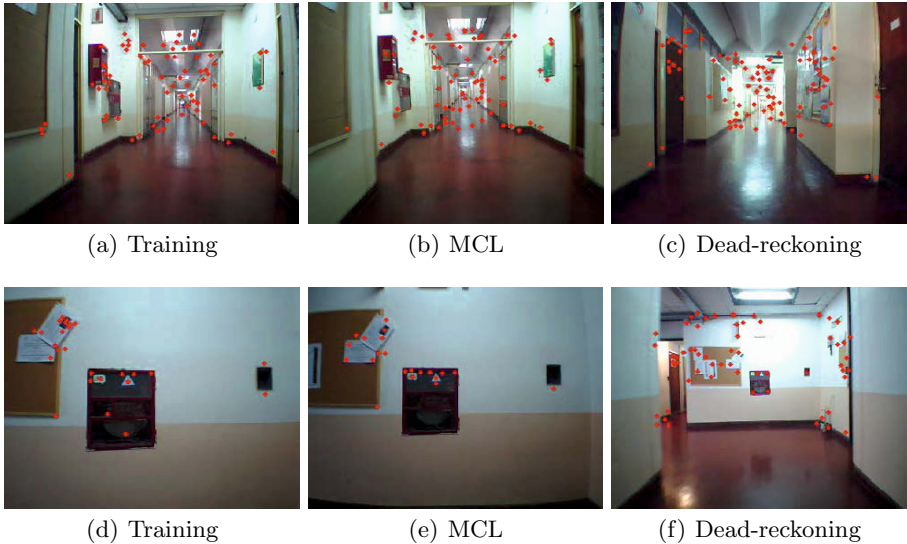 (a) Training
(b) MCL
(c) Dead-reckoning
(d) Training
(e) MCL
(f) Dead-reckoning